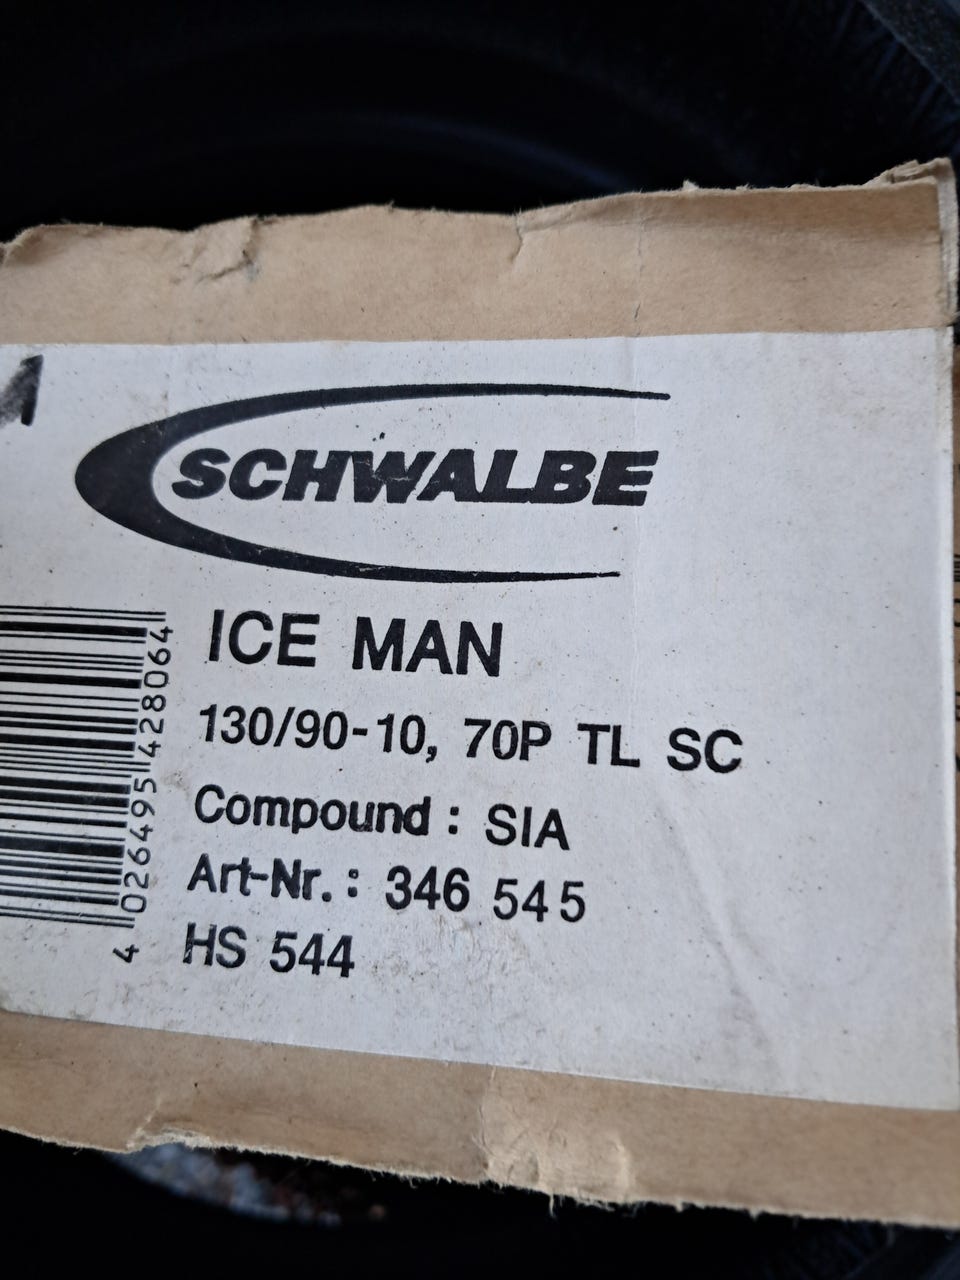 SCHWALBE
ICE MAN
130/90-10, 70P TL SC
Compound : SIA
Art-Nr. : 346 545
HS 544
4 026495 428064